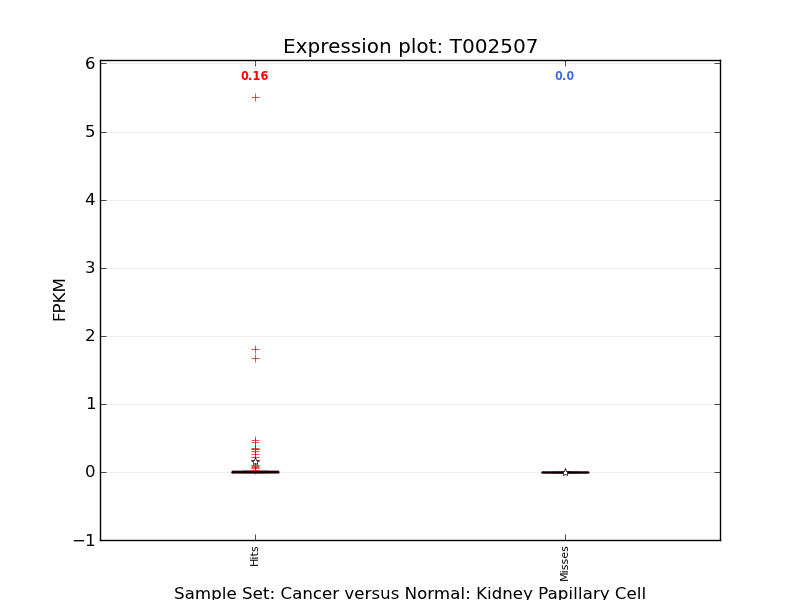 Expression plot: T002507
0.16
0.0
6
5
4
3
2
1
0
−1
FPKM
Hits
Misses
Sample Set: Cancer versus Normal: Kidney Papillary Cell